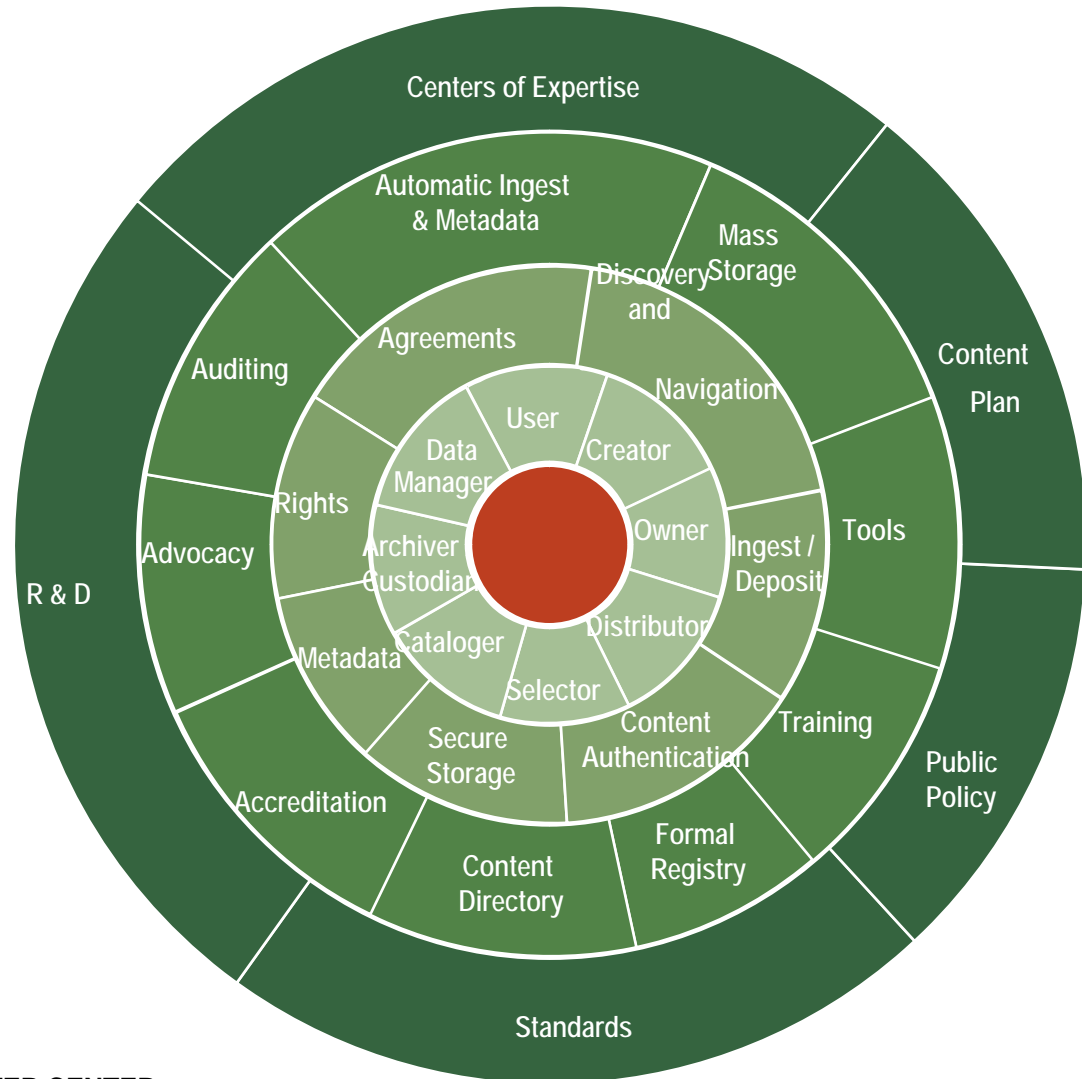 Centers of Expertise
Automatic Ingest
& Metadata
Mass
Storage
Discovery
and
Navigation
Agreements
Auditing
Content
Plan
User
Creator
Data
Manager
Rights
Owner
Tools
Archiver
Custodian
Ingest /
Deposit
Advocacy
R & D
Distributor
Cataloger
Metadata
Selector
Content
Authentication
Training
Secure
Storage
Public
Policy
Accreditation
Formal
Registry
Content
Directory
Standards